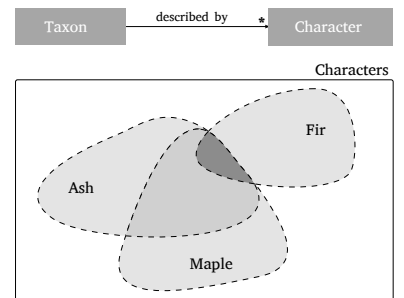 described by
Taxon * Character
Characters
Fir
Ash
Maple